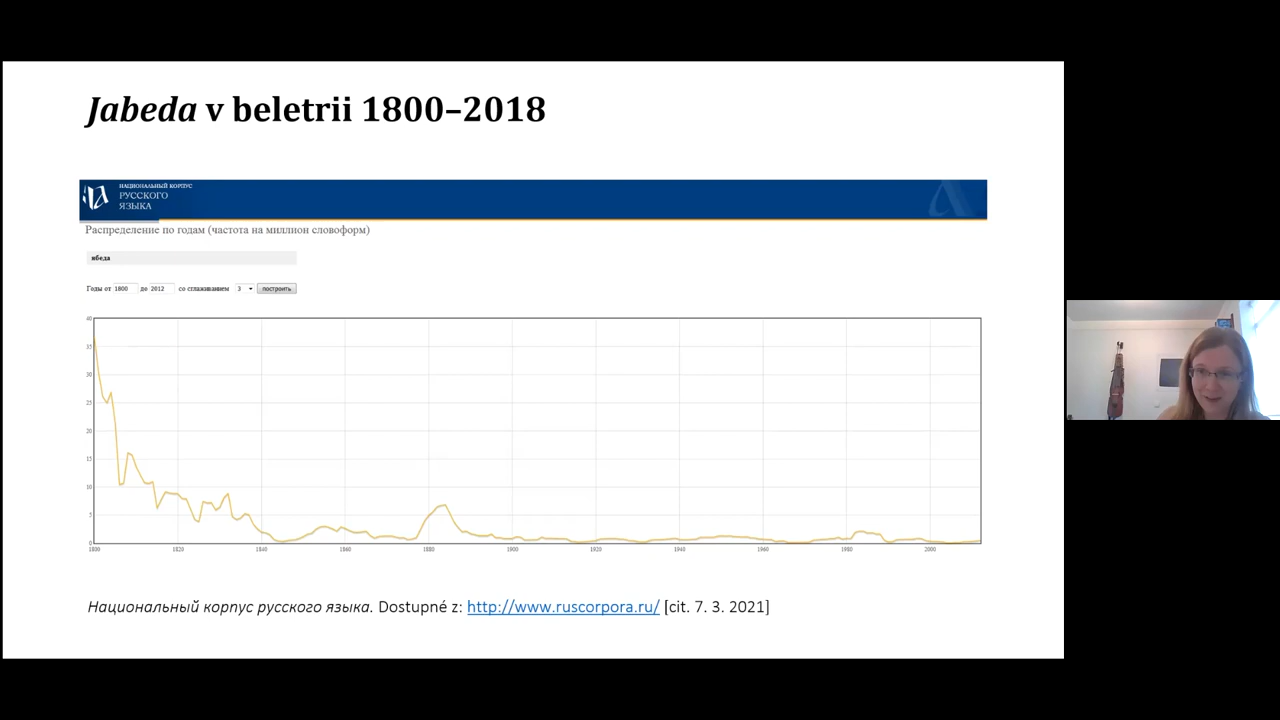 Jabeda v beletrii 1800–2018
НАЦИОНАЛЬНЫЙ КОРПУС
РУССКОГО
ЯЗЫКА
Распределение по годам (частота на миллион словоформ)
ябеда
Годы от 1800 до 2012 со сглаживанием 3 построить
40
35
30
25
20
15
10
5
0
1800 1820 1840 1860 1880 1900 1920 1940 1960 1980 2000
Национальный корпус русского языка. Dostupné z: http://www.ruscorpora.ru/ [cit. 7. 3. 2021]